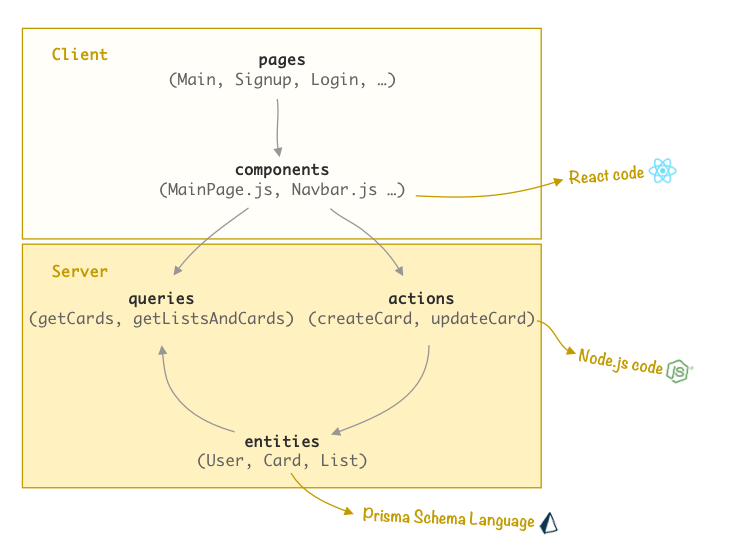 Client
pages
(Main, Signup, Login, …)
components
(MainPage.js, Navbar.js …)
React code
Server
queries
(getCards, getListsAndCards)
actions
(createCard, updateCard)
Node.js code
JS
entities
(User, Card, List)
Prisma Schema Language